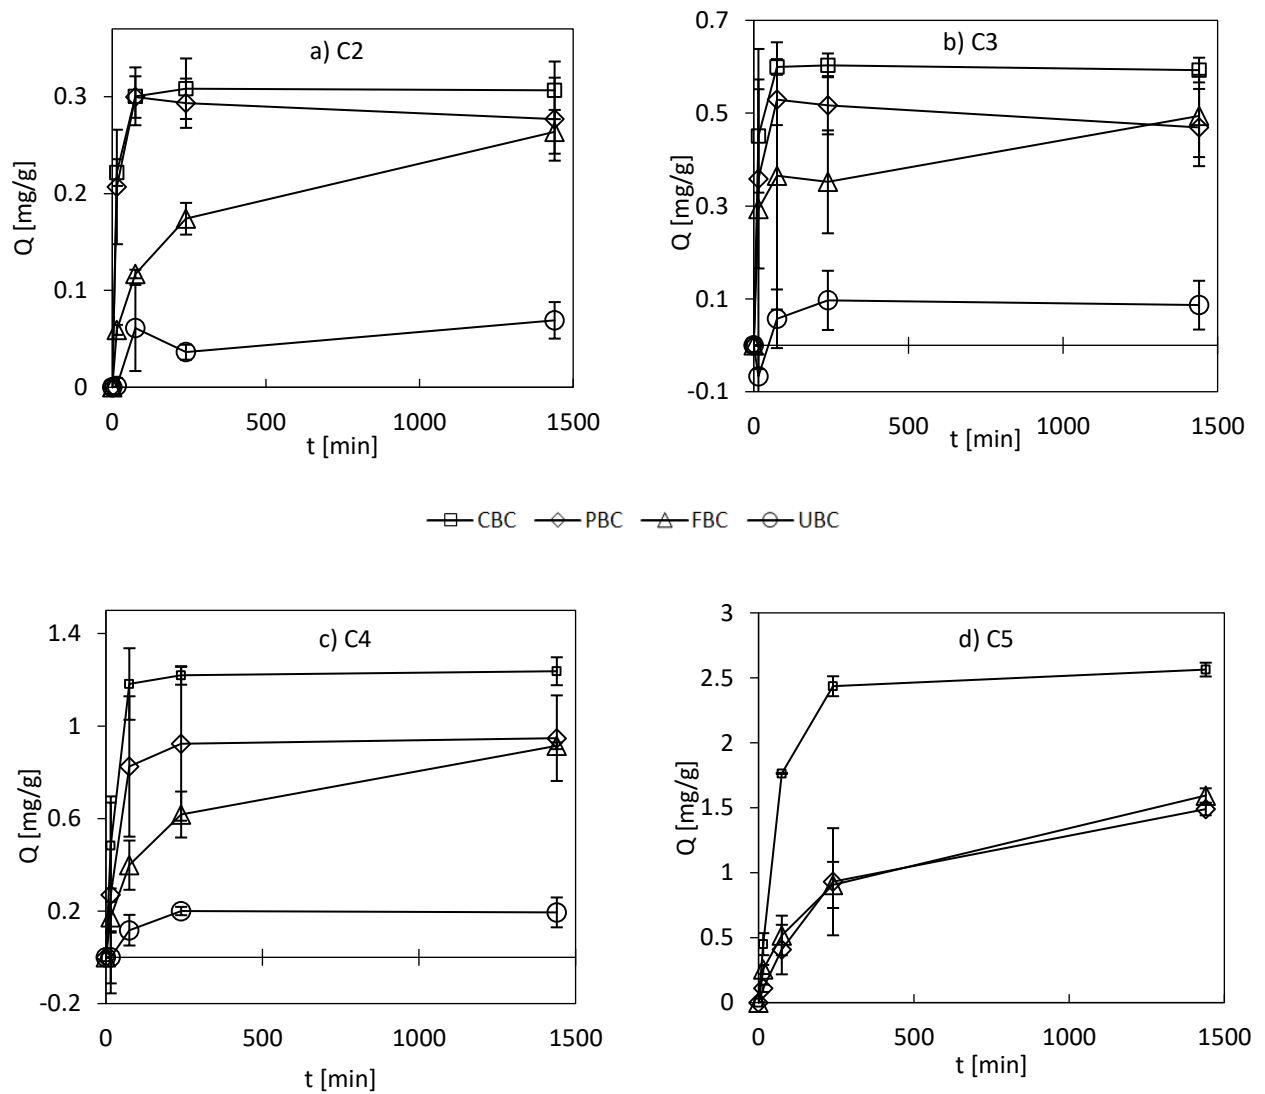 a) C2
0.3
0.2
0.1
0
Q [mg/g]
0 500 1000 1500
t [min]
b) C3
0.7
0.5
0.3
0.1
-0.1
Q [mg/g]
0 500 1000 1500
t [min]
CBC PBC FBC UBC
c) C4
1.4
1
0.6
0.2
-0.2
Q [mg/g]
0 500 1000 1500
t [min]
d) C5
3
2.5
2
1.5
1
0.5
0
Q [mg/g]
0 500 1000 1500
t [min]